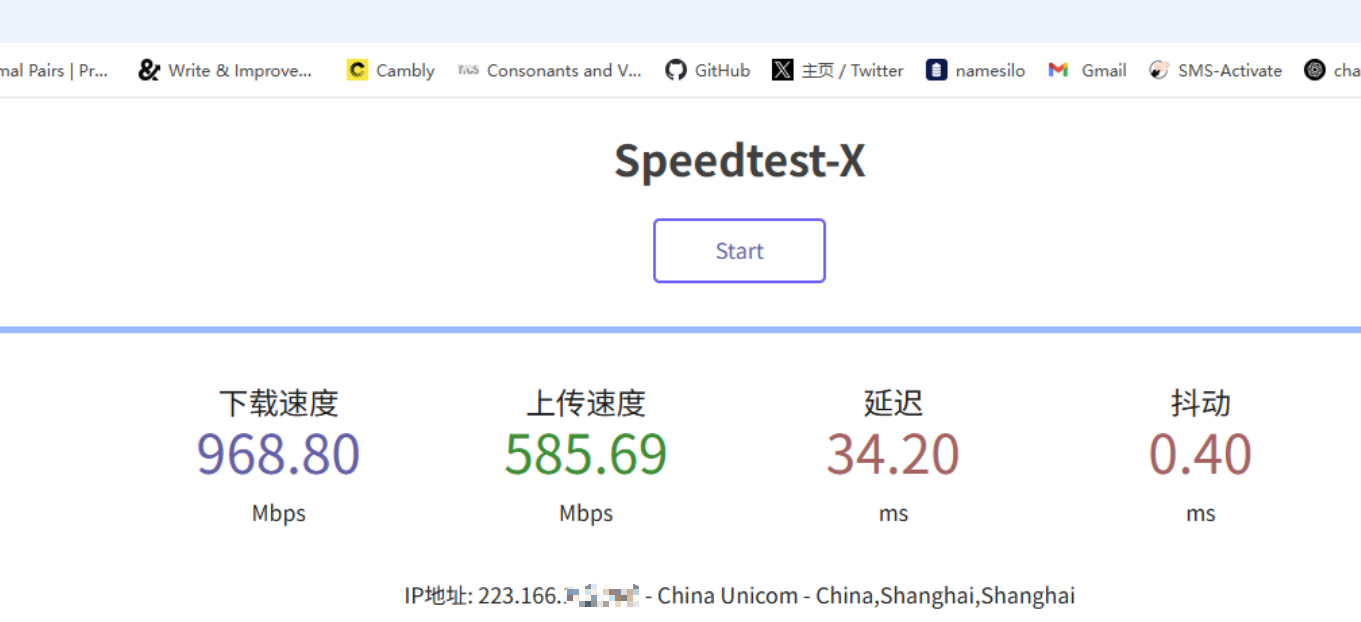 mal Pairs | Pr... Write & Improve... Cambly Consonants and V... GitHub 主页 / Twitter namesilo Gmail SMS-Activate cha
Speedtest-X
Start
下载速度 上传速度 延迟 抖动
968.80 585.69 34.20 0.40
Mbps Mbps ms ms
IP地址: 223.166. - China Unicom - China,Shanghai,Shanghai